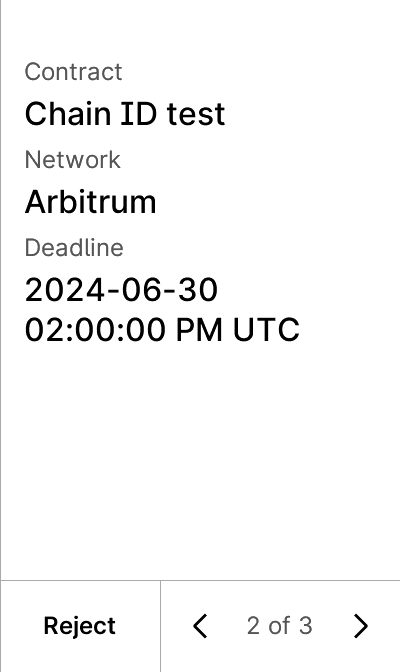 Contract
Chain ID test
Network
Arbitrum
Deadline
2024-06-30
02:00:00 PM UTC
Reject
2 of 3